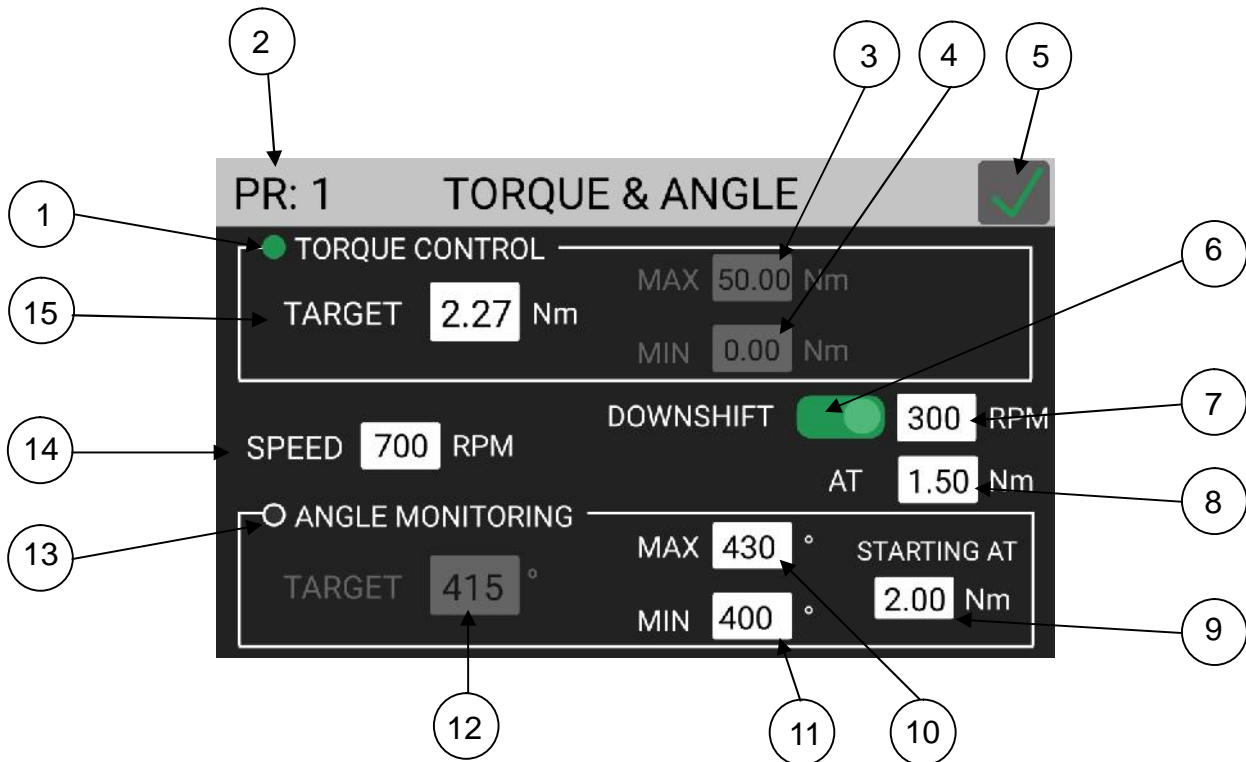 2
3
4
5
PR: 1 TORQUE & ANGLE
1
TORQUE CONTROL
MAX 50.00 Nm
6
15
TARGET 2.27 Nm
MIN 0.00 Nm
DOWNSHIFT 300 RPM
7
14
SPEED 700 RPM
AT 1.50 Nm
8
13
ANGLE MONITORING
MAX 430 °
STARTING AT
TARGET 415 °
2.00 Nm
MIN 400 °
9
12
11
10